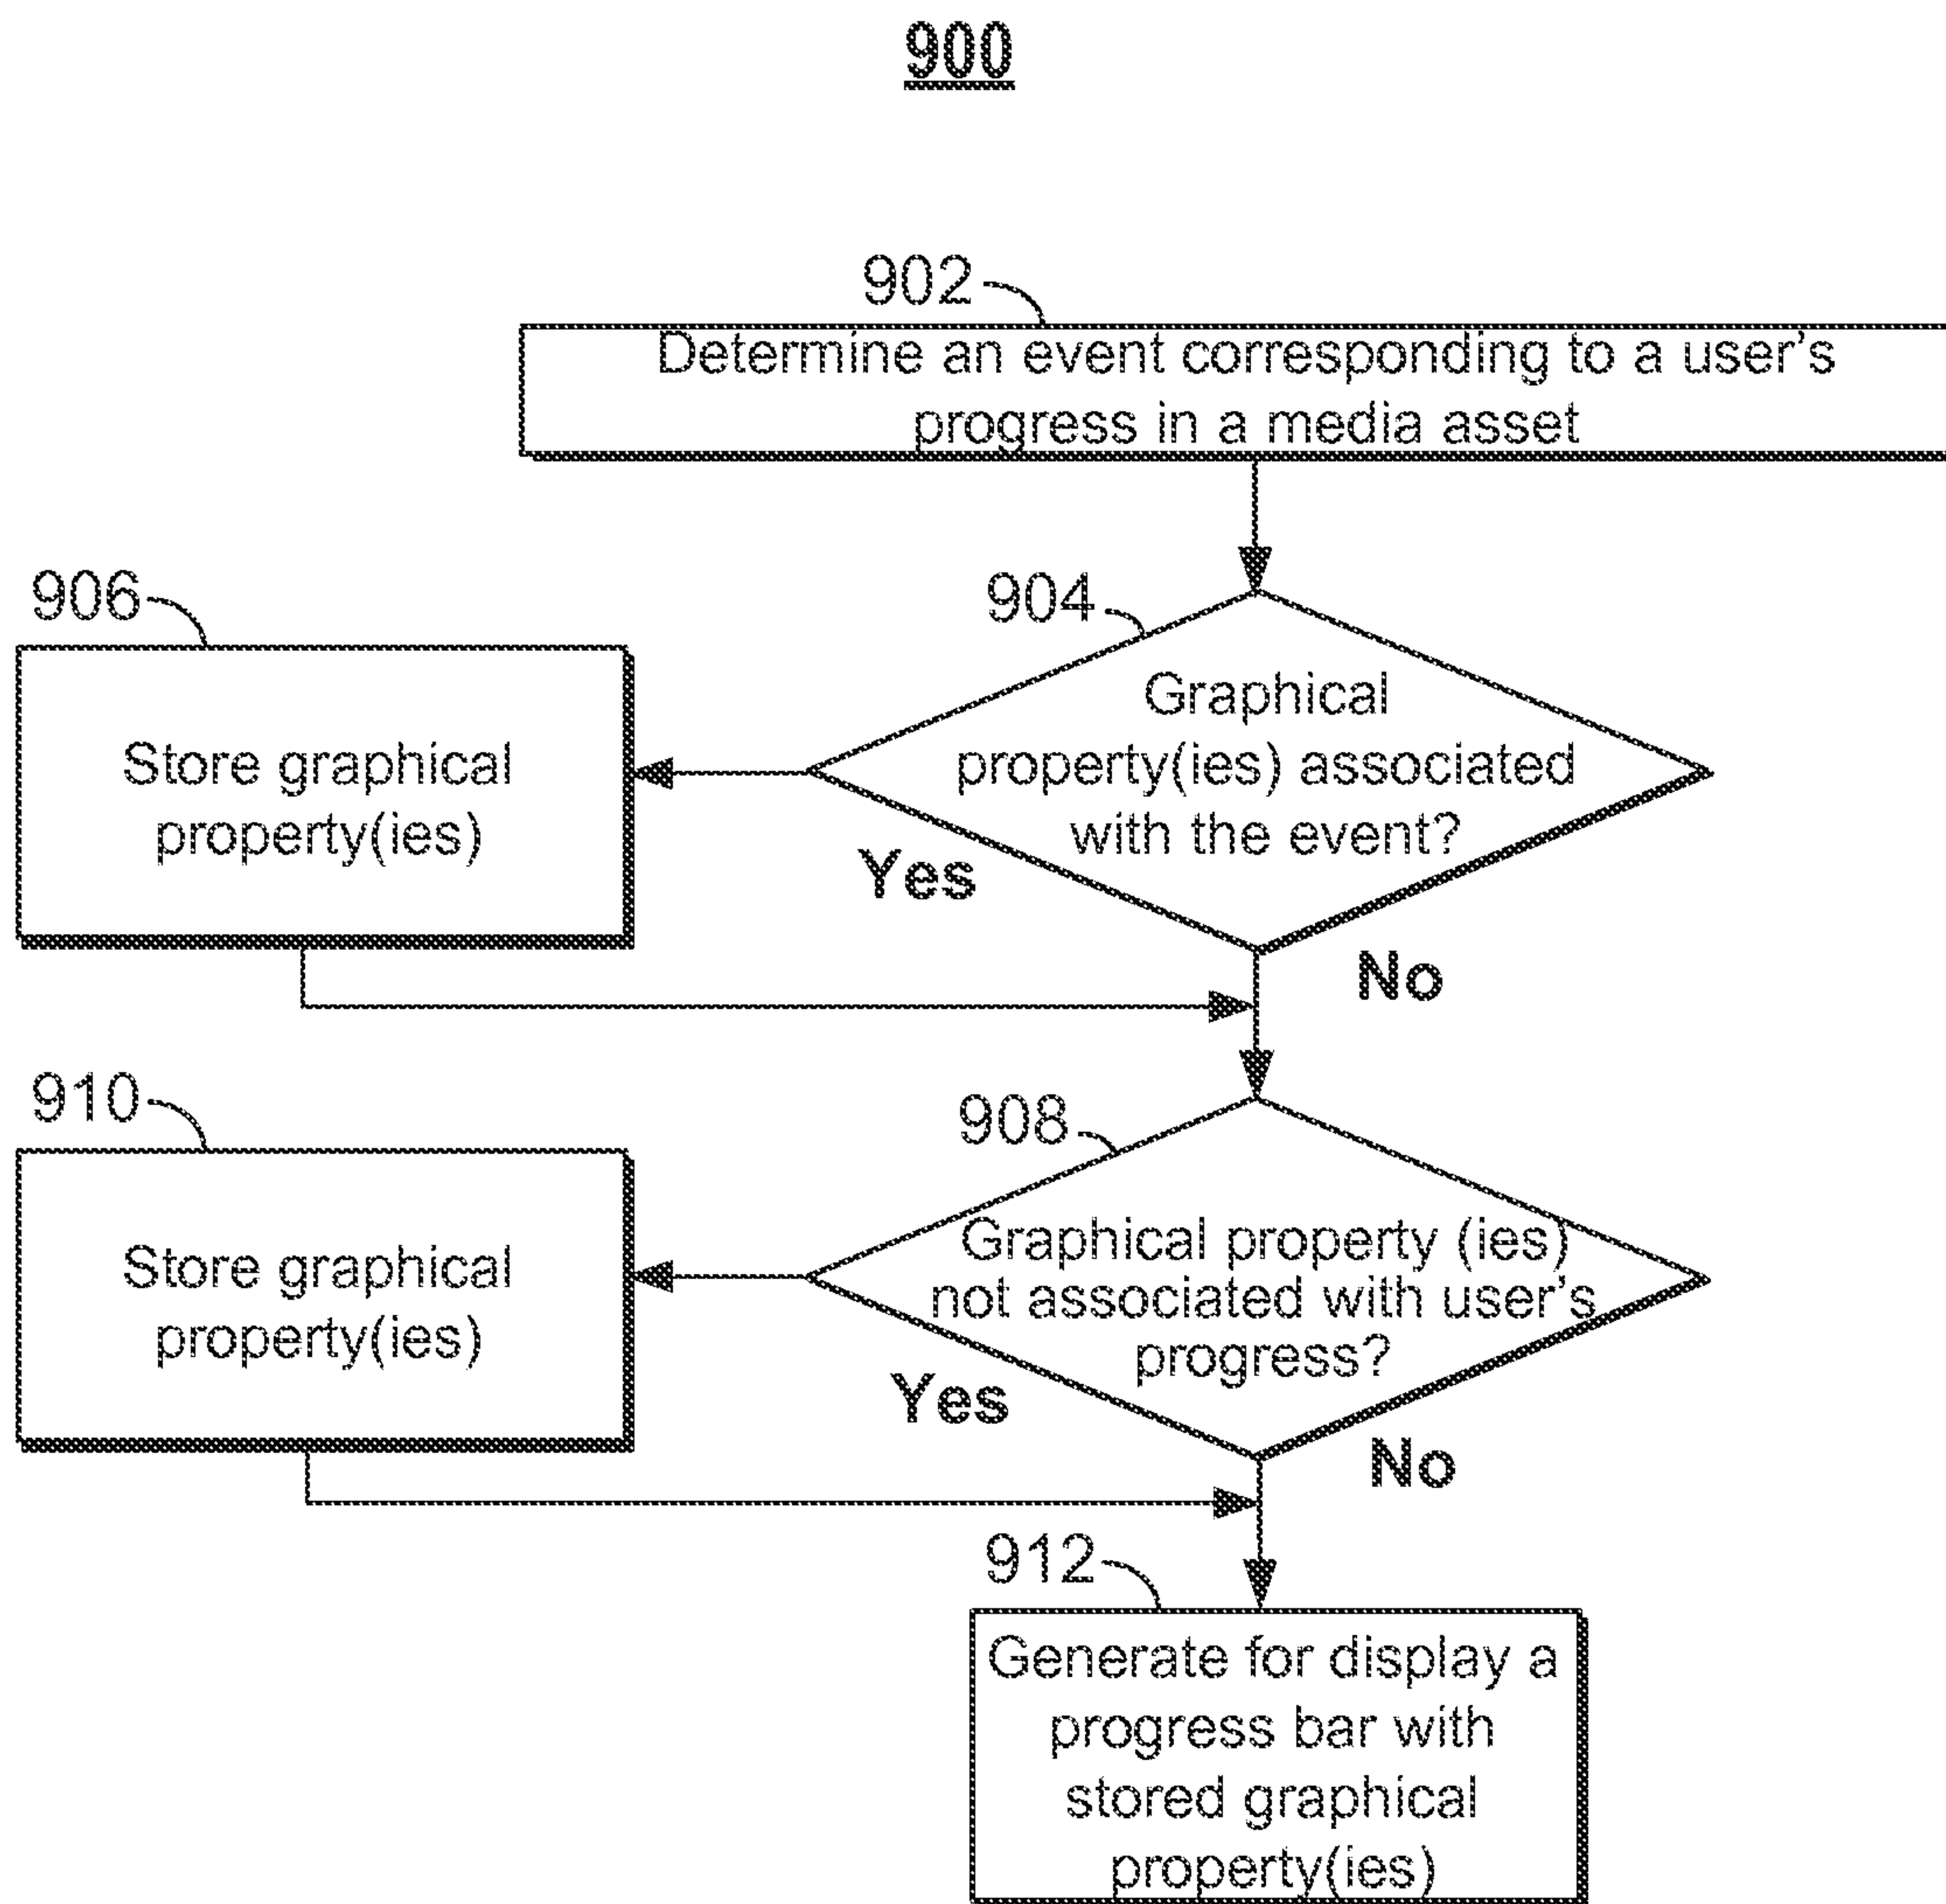 900
902
Determine an event corresponding to a user's
progress in a media asset
904
Graphical
property(ies) associated
with the event?
Yes
No
906
Store graphical
property(ies)
908
Graphical property (ies)
not associated with user's
progress?
Yes
No
910
Store graphical
property(ies)
912
Generate for display a
progress bar with
stored graphical
property(ies)